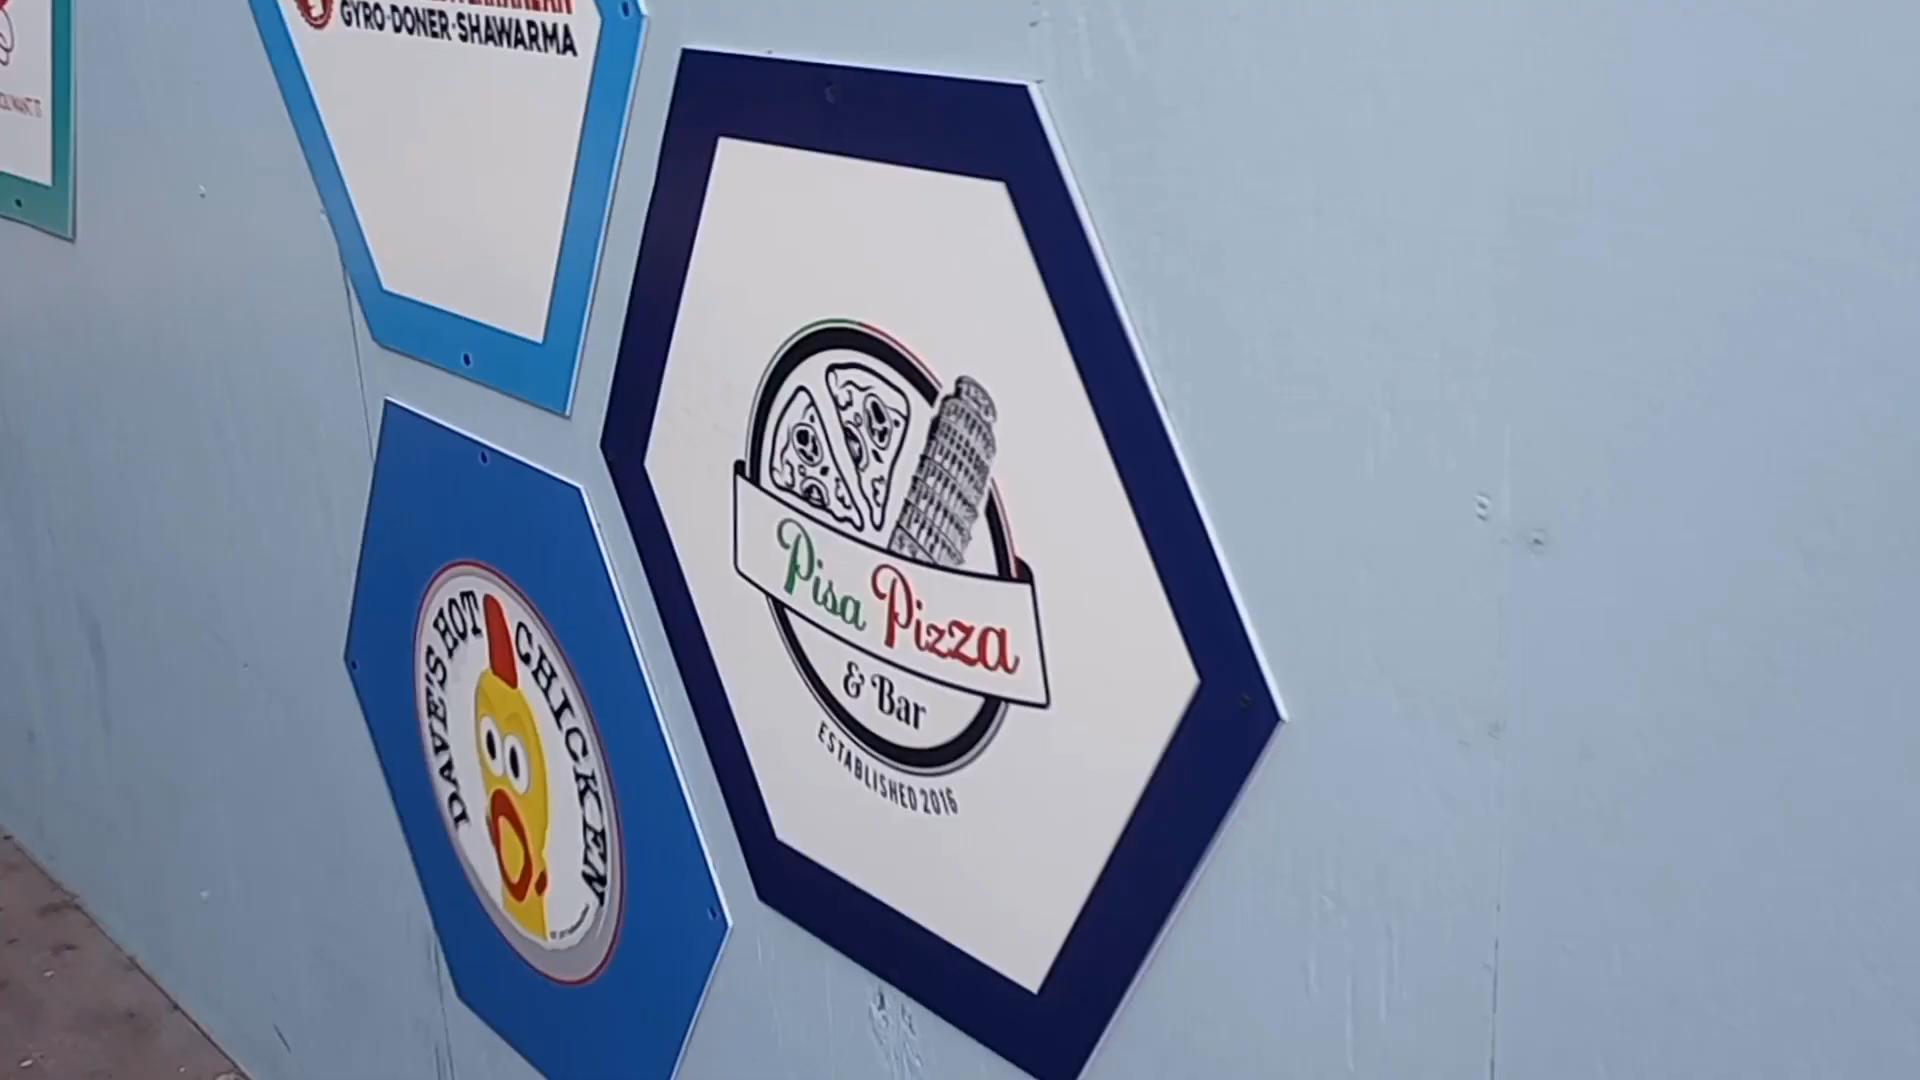 GYRO·DONER·SHAWARMA
Pisa Pizza
& Bar
ESTABLISHED 2016
DAVE'S HOT CHICKEN